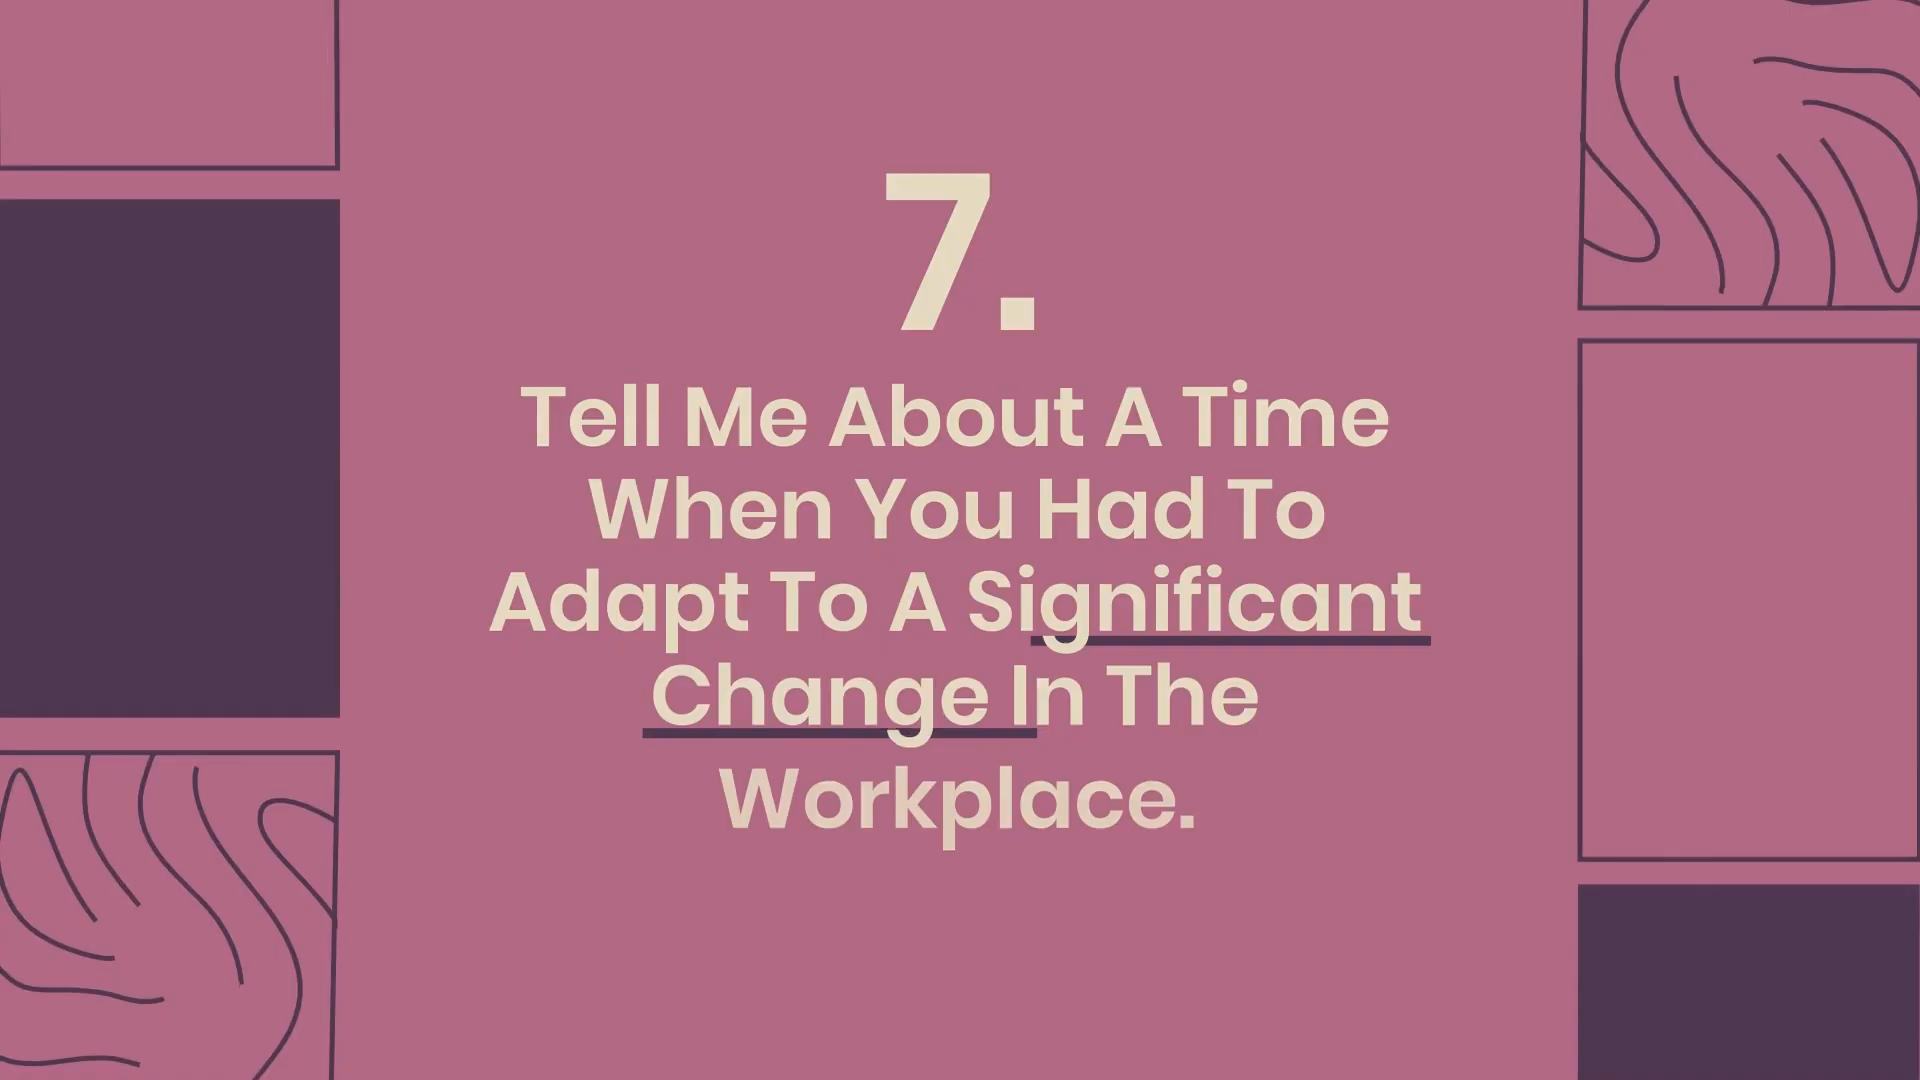 7.
Tell Me About A Time
When You Had To
Adapt To A Significant
Change In The
Workplace.